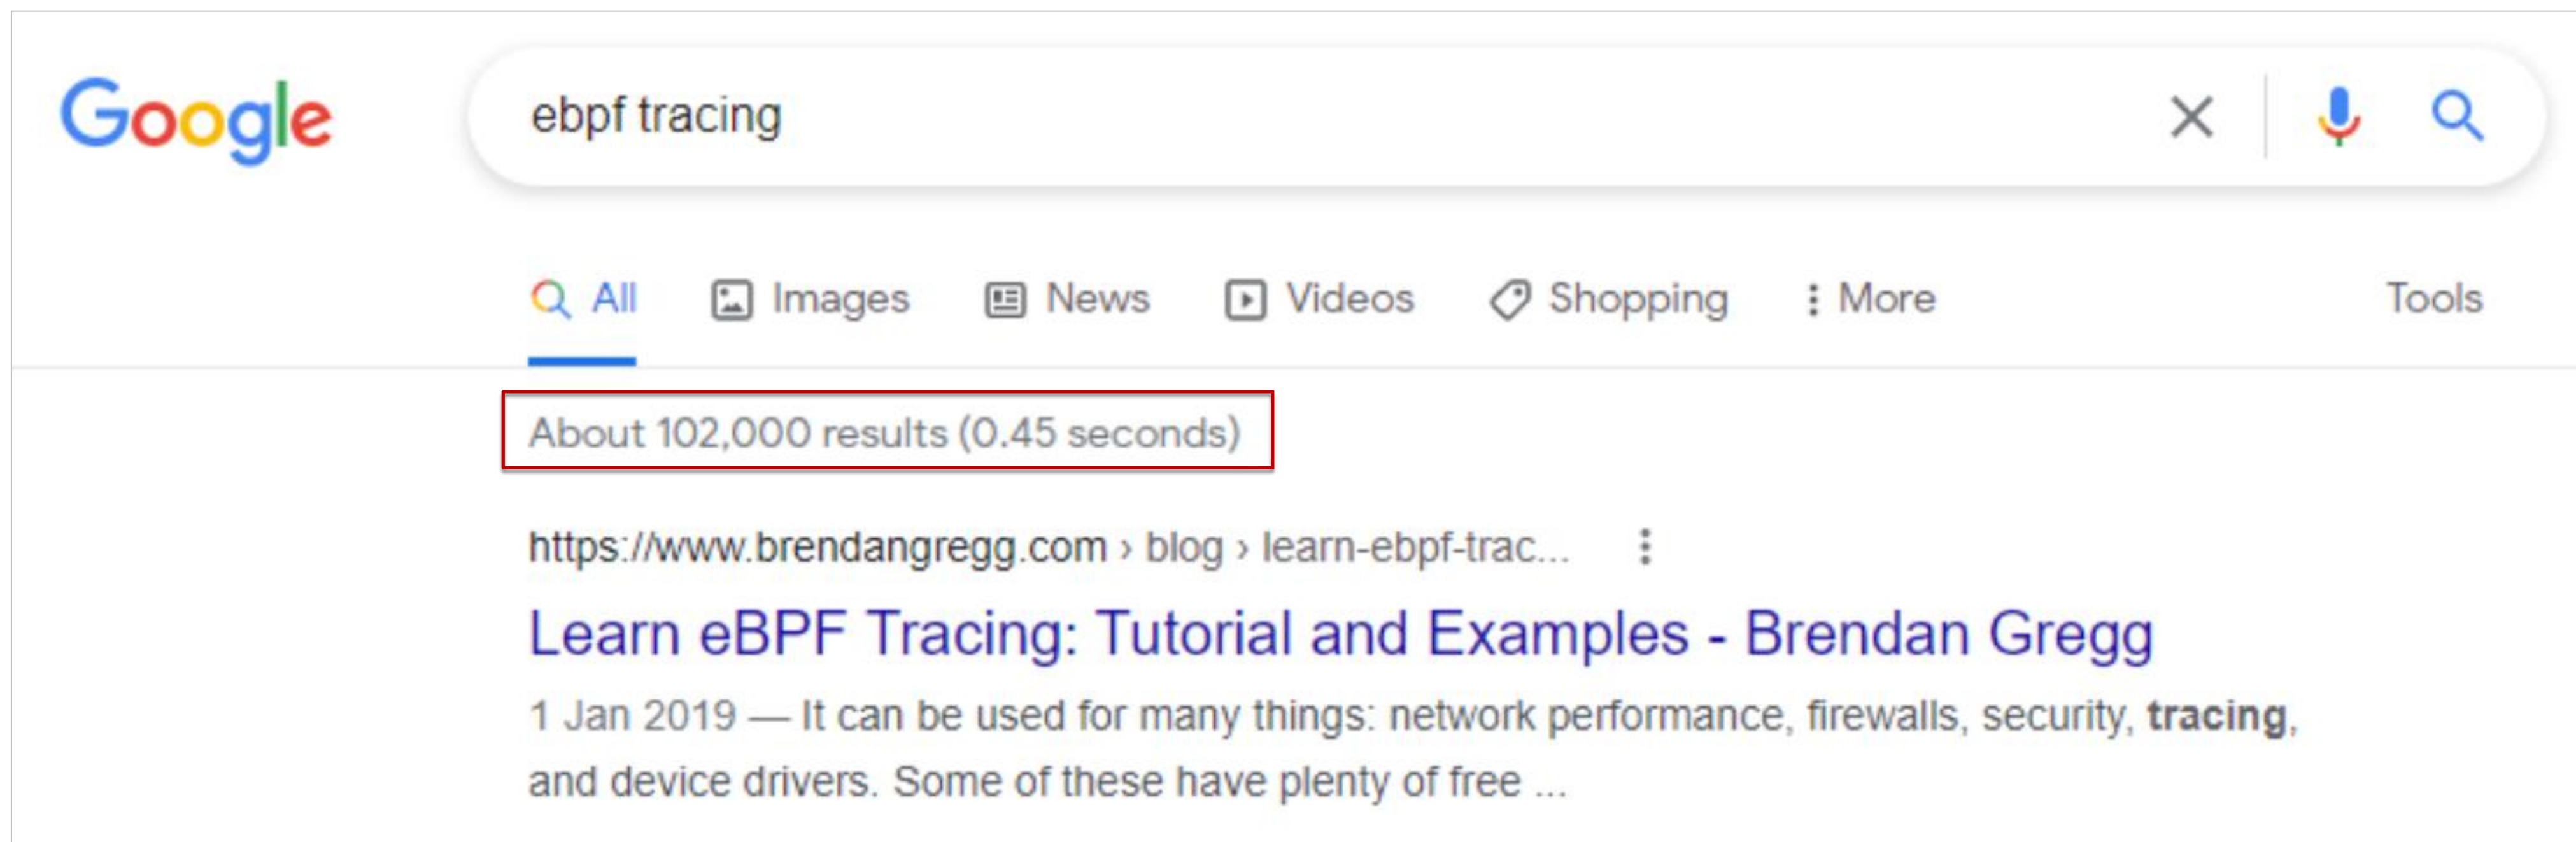 Google
ebpf tracing
All Images News Videos Shopping More Tools
About 102,000 results (0.45 seconds)
https://www.brendangregg.com › blog › learn-ebpf-trac...
Learn eBPF Tracing: Tutorial and Examples - Brendan Gregg
1 Jan 2019 — It can be used for many things: network performance, firewalls, security, tracing,
and device drivers. Some of these have plenty of free ...